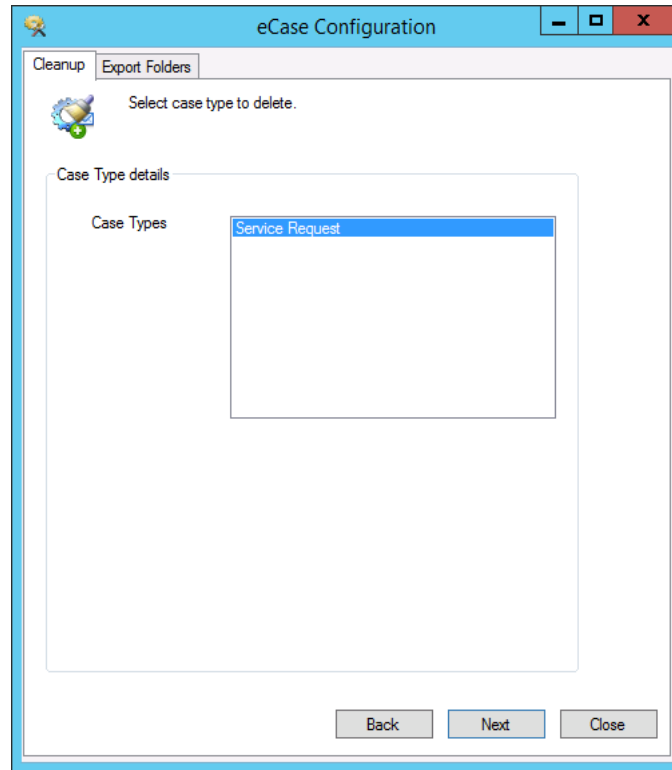 eCase Configuration
Cleanup
Export Folders
Select case type to delete.
Case Type details
Case Types
Service Request
Back
Next
Close